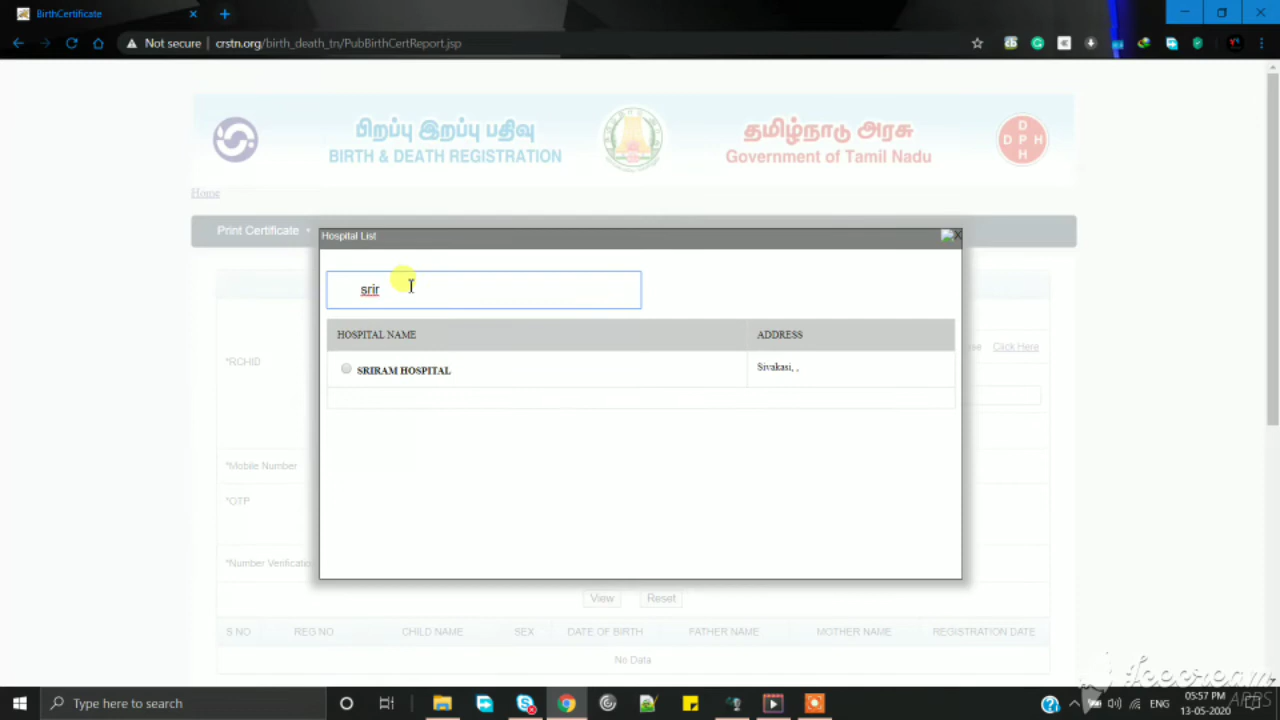 BirthCertificate
Not secure crstn.org/birth_death_tn/PubBirthCertReport.jsp
பிறப்பு இறப்பு பதிவு
BIRTH & DEATH REGISTRATION
தமிழ்நாடு அரசு
Government of Tamil Nadu
D
D P H
H
Home
Print Certificate
Hospital List
X
srir
HOSPITAL NAME ADDRESS
SRIRAM HOSPITAL Sivakasi, ,
*RCHID
Click Here
*Mobile Number
*OTP
*Number Verificatio
View Reset
S.NO REG.NO CHILD NAME SEX DATE OF BIRTH FATHER NAME MOTHER NAME REGISTRATION DATE
No Data
Icecream
APPS
Type here to search
ENG
05:57 PM
13-05-2020